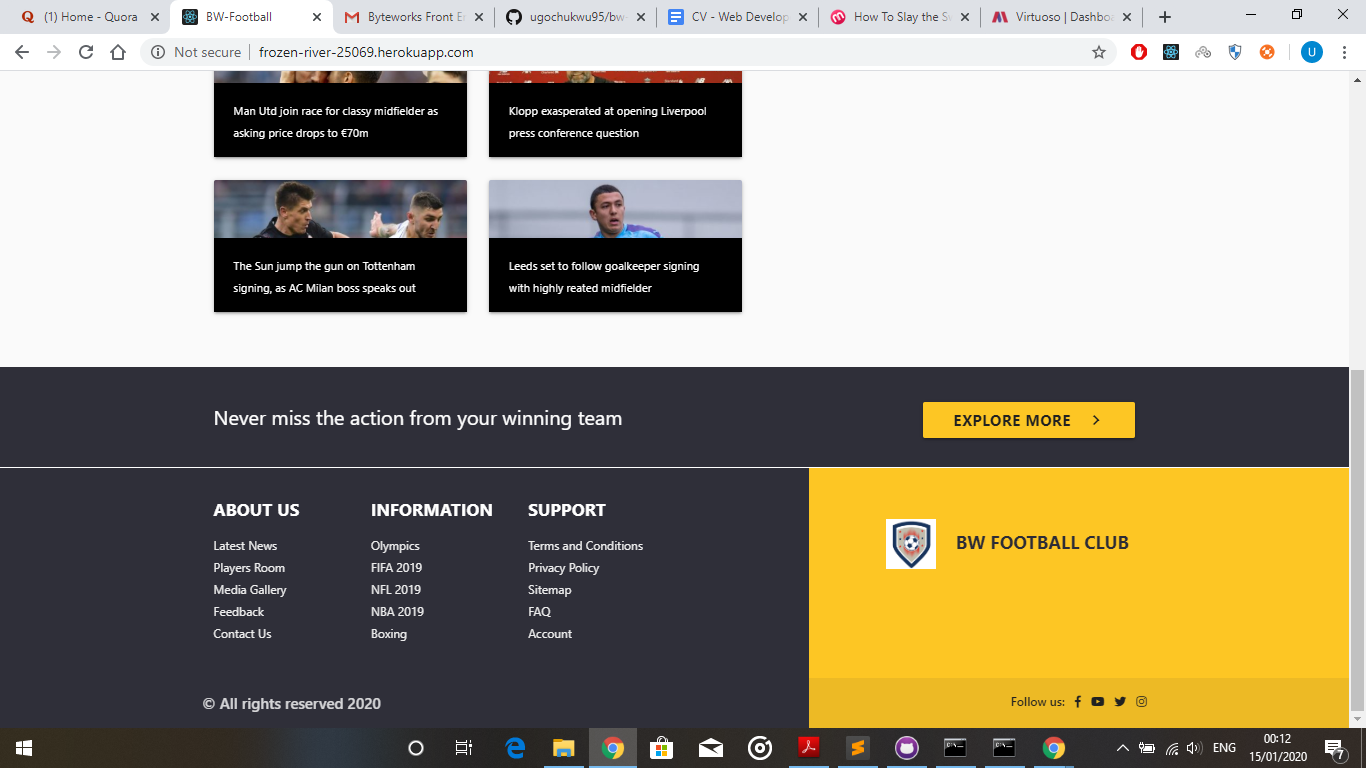 (1) Home - Quora
BW-Football
Byteworks Front E
ugochukwu95/bw-
CV - Web Develop
How To Slay the S
Virtuoso | Dashbo
Not secure
frozen-river-25069.herokuapp.com
U
Man Utd join race for classy midfielder as
asking price drops to €70m
Klopp exasperated at opening Liverpool
press conference question
The Sun jump the gun on Tottenham
signing, as AC Milan boss speaks out
Leeds set to follow goalkeeper signing
with highly reated midfielder
Never miss the action from your winning team
EXPLORE MORE
ABOUT US
Latest News
Players Room
Media Gallery
Feedback
Contact Us
INFORMATION
Olympics
FIFA 2019
NFL 2019
NBA 2019
Boxing
SUPPORT
Terms and Conditions
Privacy Policy
Sitemap
FAQ
Account
BW FOOTBALL CLUB
© All rights reserved 2020
Follow us:
ENG
00:12
15/01/2020
7